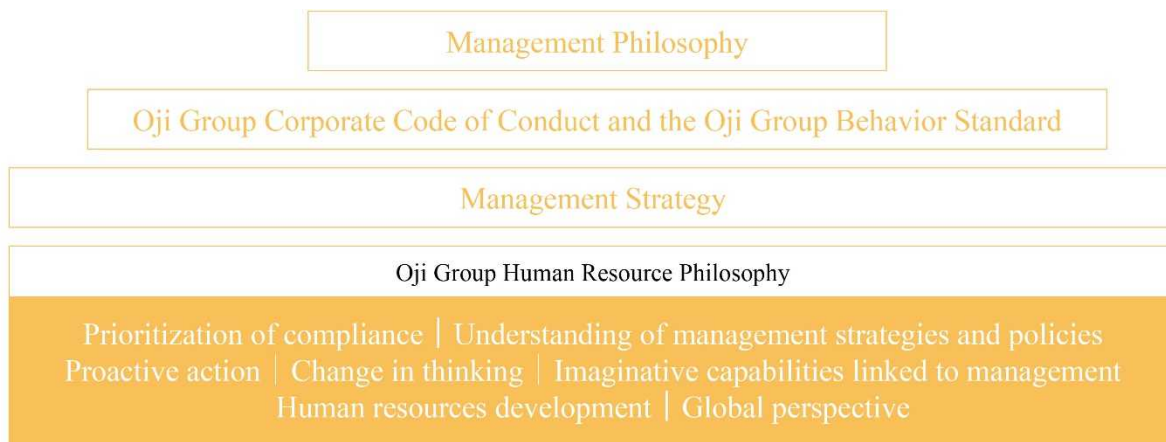 Management Philosophy
Oji Group Corporate Code of Conduct and the Oji Group Behavior Standard
Management Strategy
Oji Group Human Resource Philosophy
Prioritization of compliance | Understanding of management strategies and policies
Proactive action | Change in thinking | Imaginative capabilities linked to management
Human resources development | Global perspective